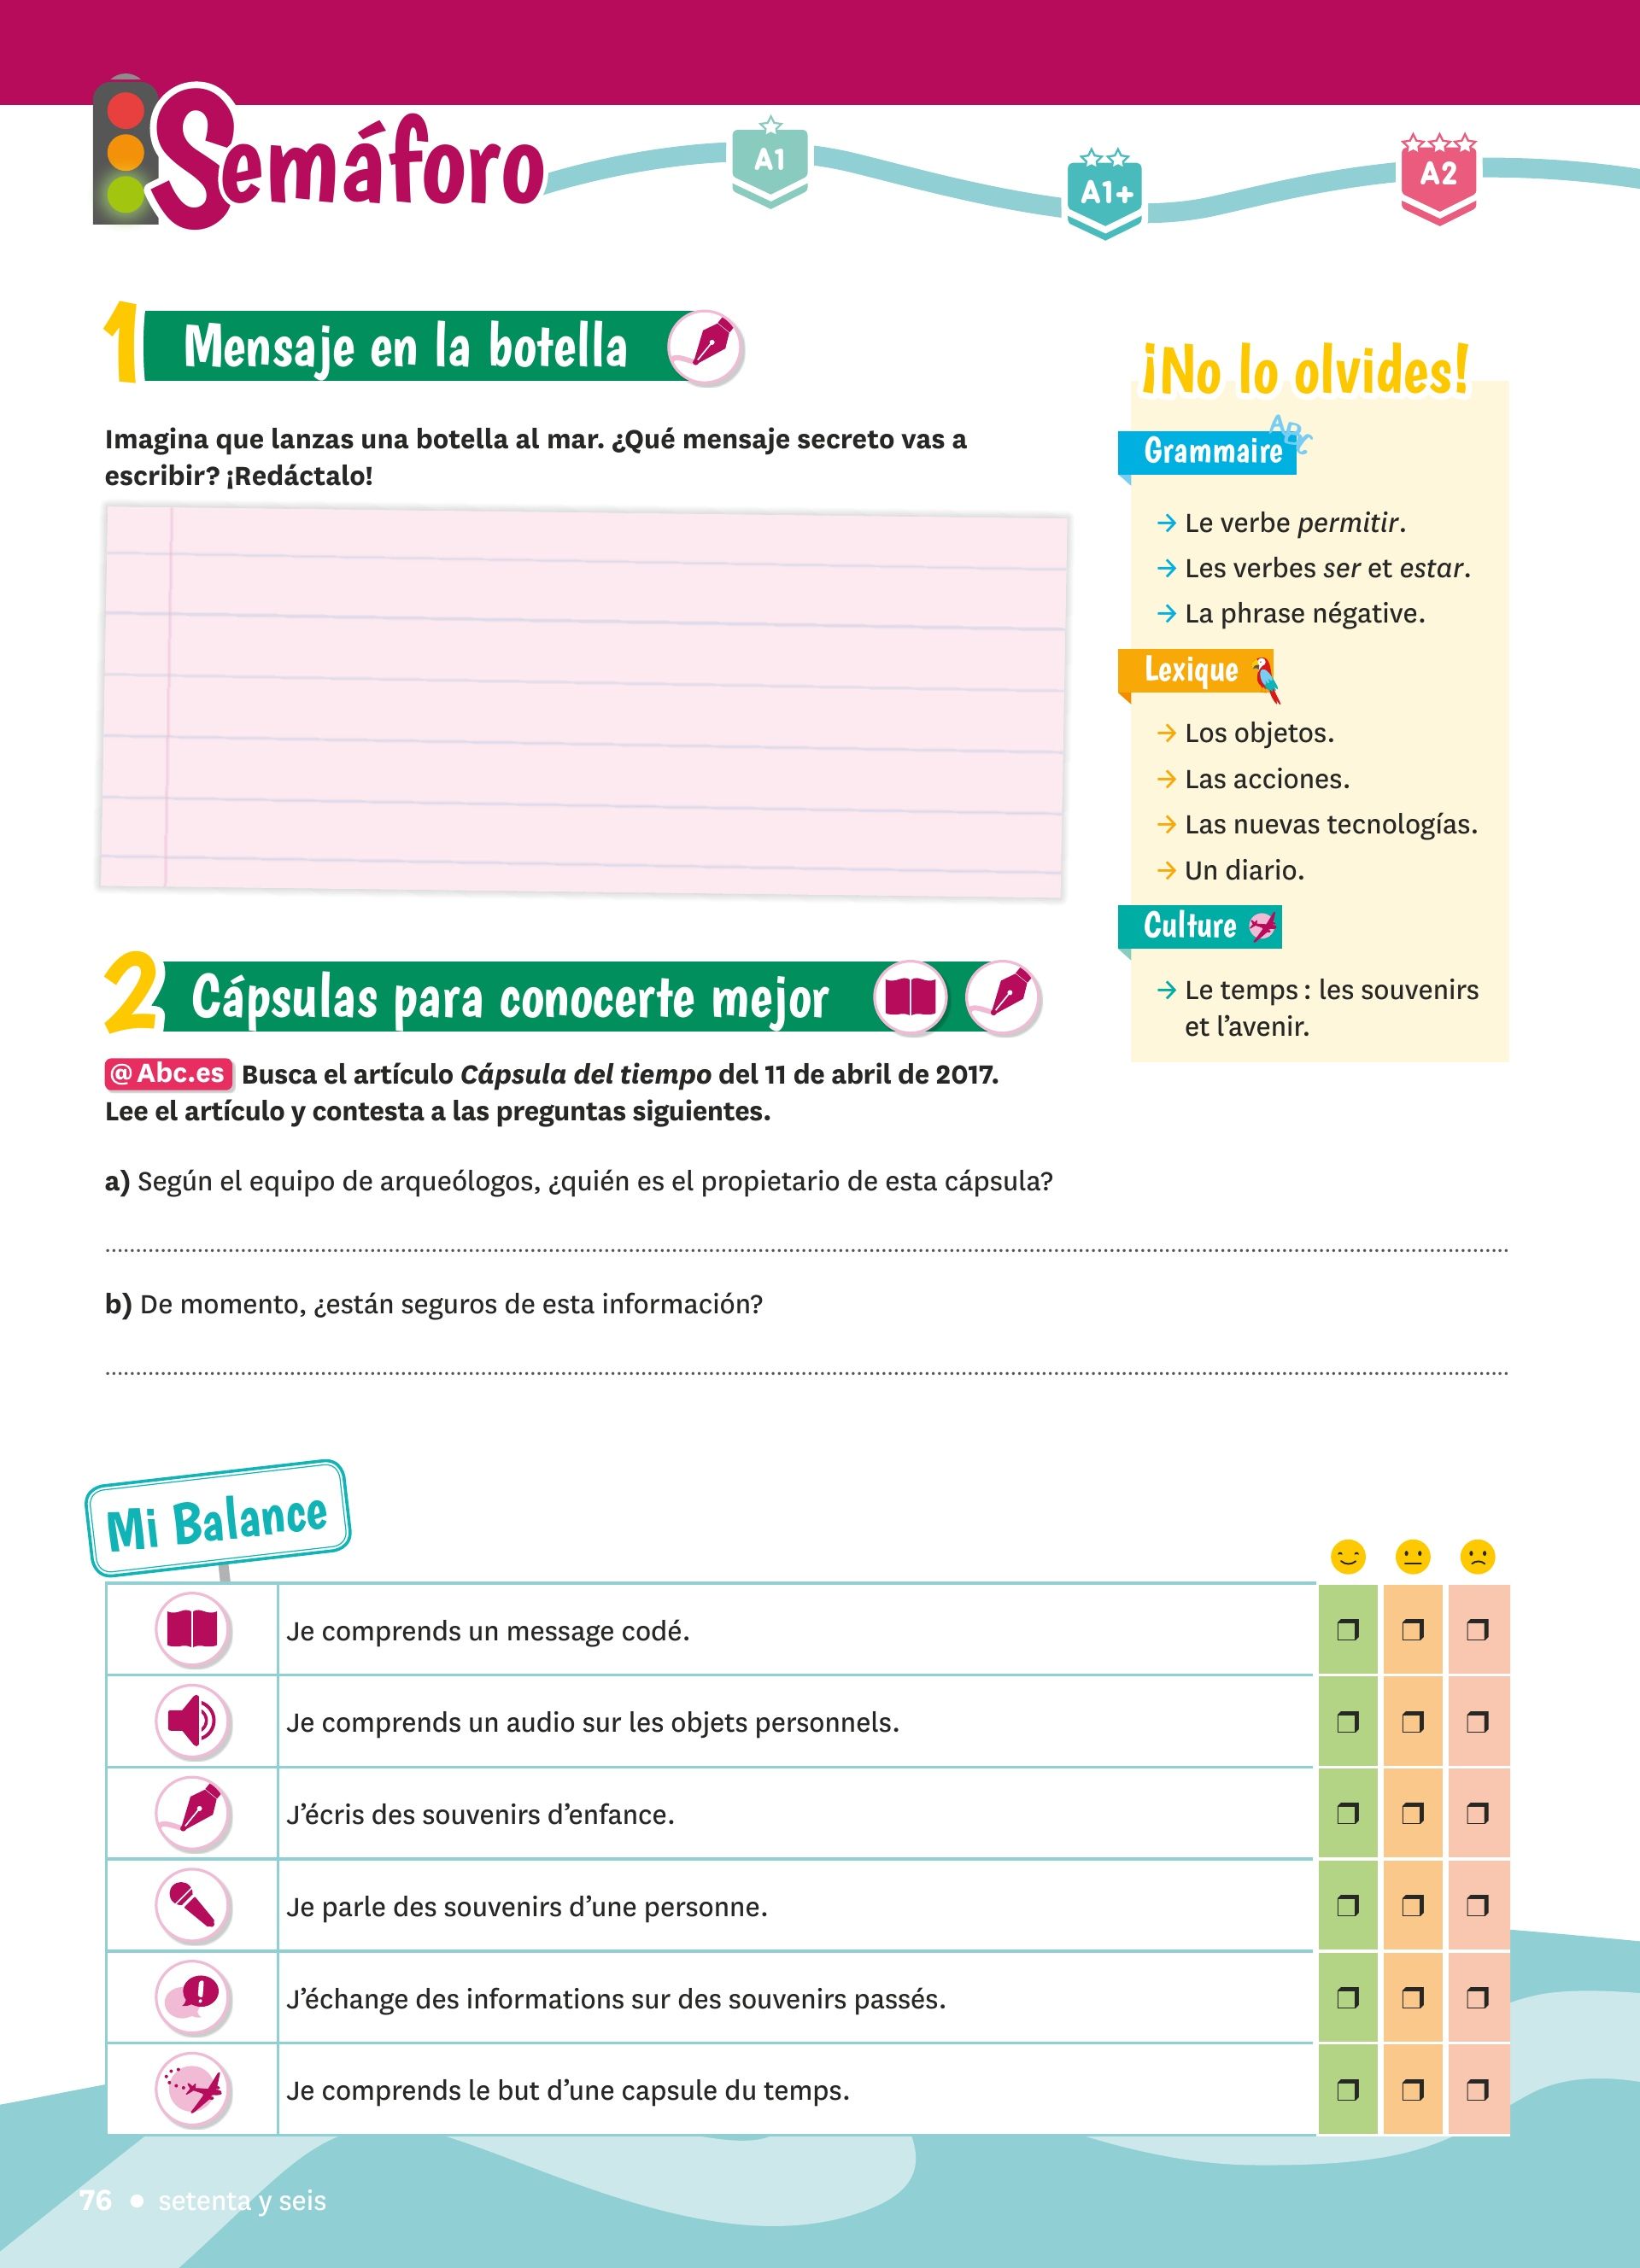 Semáforo
A1
A1+
A2
1 Mensaje en la botella
Imagina que lanzas una botella al mar. ¿Qué mensaje secreto vas a
escribir? ¡Redáctalo!
¡No lo olvides!
Grammaire
ABC
→ Le verbe permitir.
→ Les verbes ser et estar.
→ La phrase négative.
Lexique
→ Los objetos.
→ Las acciones.
→ Las nuevas tecnologías.
→ Un diario.
Culture
→ Le temps : les souvenirs
et l’avenir.
2 Cápsulas para conocerte mejor
@Abc.es Busca el artículo Cápsula del tiempo del 11 de abril de 2017.
Lee el artículo y contesta a las preguntas siguientes.
a) Según el equipo de arqueólogos, ¿quién es el propietario de esta cápsula?
b) De momento, ¿están seguros de esta información?
Mi Balance
Je comprends un message codé.
Je comprends un audio sur les objets personnels.
J’écris des souvenirs d’enfance.
Je parle des souvenirs d’une personne.
J’échange des informations sur des souvenirs passés.
Je comprends le but d’une capsule du temps.
76 • setenta y seis